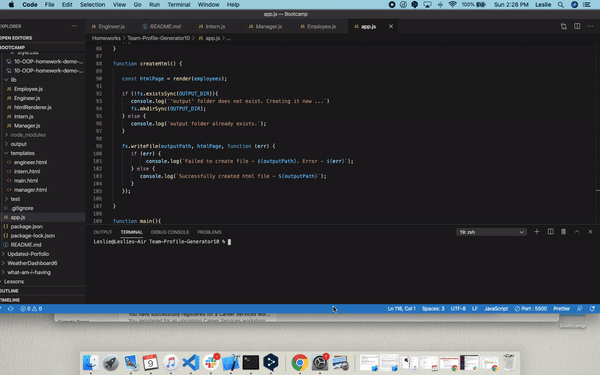 Code File Edit Selection View Go Run Terminal Window Help 100% Sun 2:28 PM Leslie
app.js — Bootcamp
EXPLORER
Engineer.js README.md Intern.js Manager.js Employee.js app.js
Homeworks > Team-Profile-Generator10 > app.js > ...
OPEN EDITORS
BOOTCAMP
10-OOP-homework-demo-...
10-OOP-homework-demo-...
lib
Employee.js
Engineer.js
htmlRenderer.js
Intern.js
Manager.js
node_modules
output
templates
engineer.html
intern.html
main.html
manager.html
test
.gitignore
app.js
package.json
package-lock.json
README.md
Updated-Porfolio
WeatherDashboard6
what-am-i-having
Lessons
OUTLINE
TIMELINE
86 }
87
88 function createHtml() {
89
90 const htmlPage = render(employees);
91
92 if (!fs.existsSync(OUTPUT_DIR)){
93 console.log(`'output' folder does not exist. Creating it now ...`)
94 fs.mkdirSync(OUTPUT_DIR);
95 } else {
96 console.log(`output folder already exists.`);
97 }
98
99 fs.writeFile(outputPath, htmlPage, function (err) {
100 if (err) {
101 console.log(`Failed to create file – ${outputPath}. Error – ${err}`);
102 } else {
103 console.log(`Successfully created html file – ${outputPath}`);
104 }
105 });
106
107 }
108
109 function main(){
OUTPUT TERMINAL DEBUG CONSOLE PROBLEMS 19: zsh
Leslie@Leslies-Air Team-Profile-Generator10 %
0 0 Ln 116, Col 1 Spaces: 3 UTF-8 LF JavaScript Port : 5500 Prettier
You have successfully registered for a Career Services wor...
You registered for an upcoming Career Services workshop
bootcamp
9